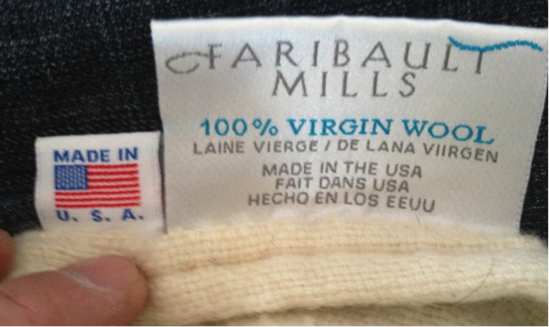 FARIBAULT
MILLS
100% VIRGIN WOOL
LAINE VIERGE / DE LANA VIIRGEN
MADE IN THE USA
FAIT DANS USA
HECHO EN LOS EEUU
MADE IN
U. S. A.